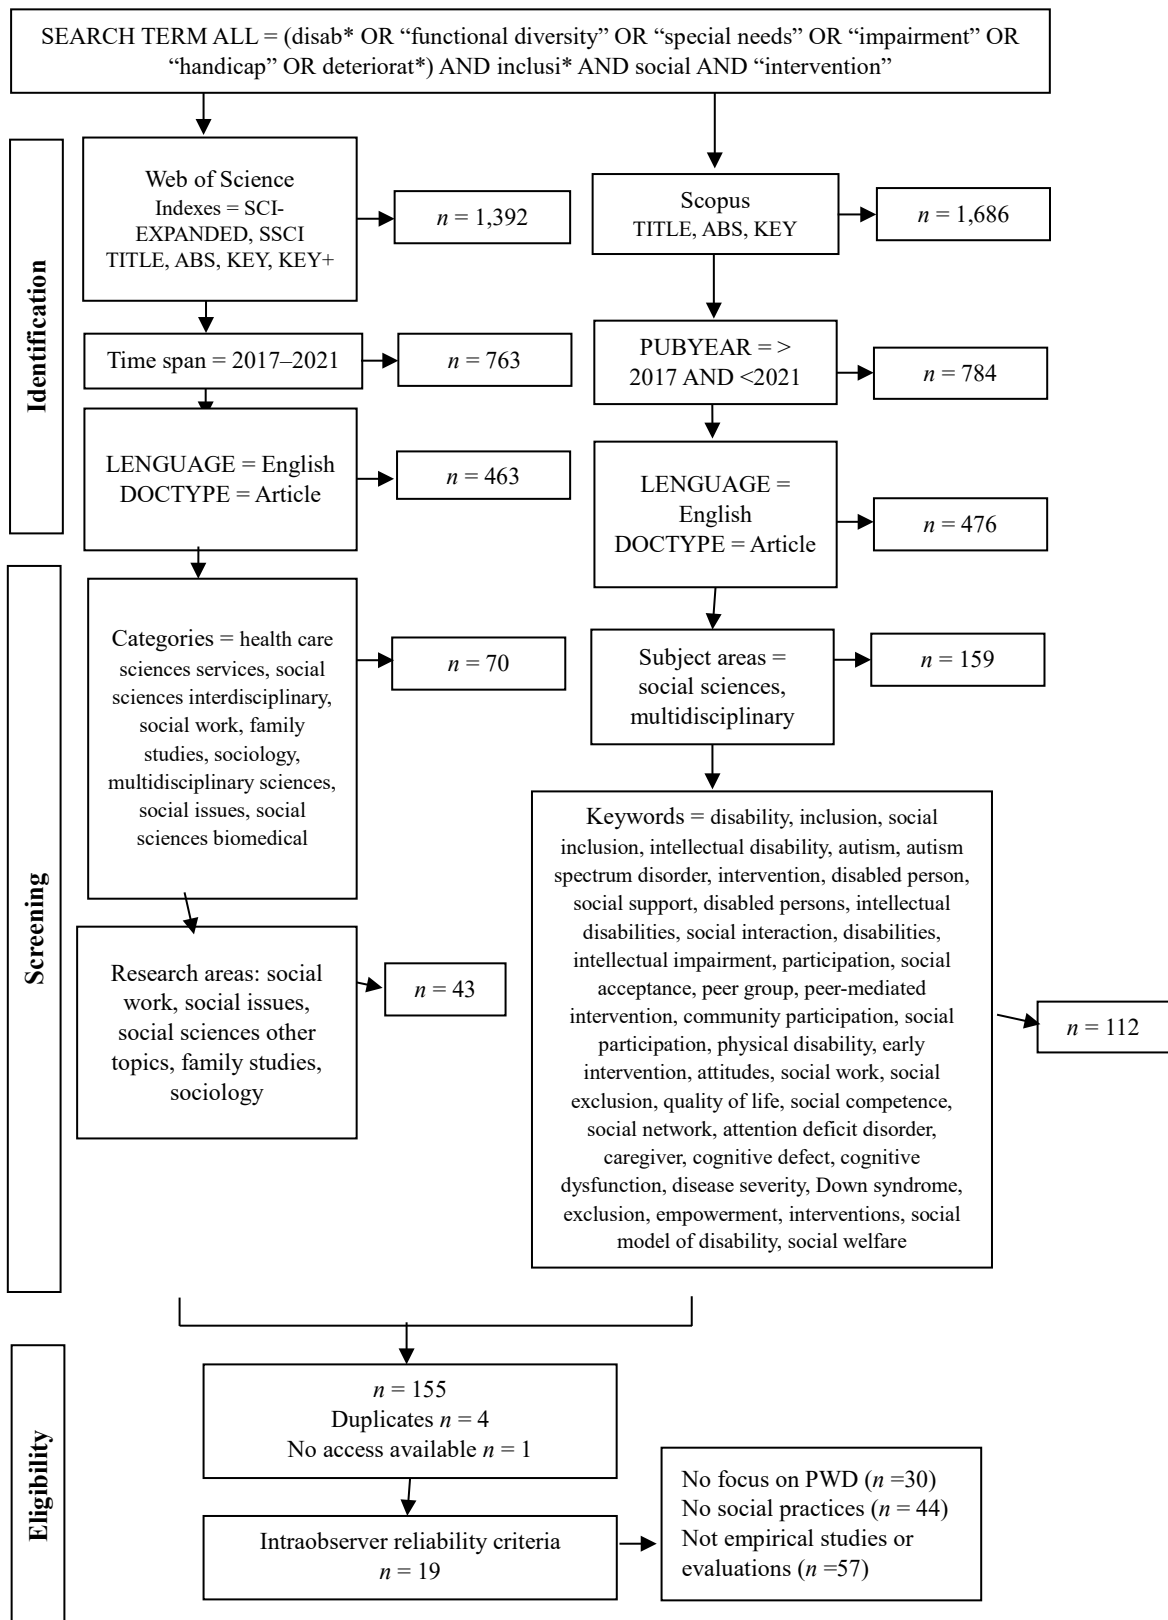 SEARCH TERM ALL = (disab* OR “functional diversity” OR “special needs” OR “impairment” OR
“handicap” OR deteriorat*) AND inclusi* AND social AND “intervention”
Identification
Web of Science
Indexes = SCI-
EXPANDED, SSCI
TITLE, ABS, KEY, KEY+
n = 1,392
Scopus
TITLE, ABS, KEY
n = 1,686
Time span = 2017–2021
n = 763
PUBYEAR = >
2017 AND <2021
n = 784
LENGUAGE = English
DOCTYPE = Article
n = 463
LENGUAGE =
English
DOCTYPE = Article
n = 476
Screening
Categories = health care
sciences services, social
sciences interdisciplinary,
social work, family
studies, sociology,
multidisciplinary sciences,
social issues, social
sciences biomedical
n = 70
Subject areas =
social sciences,
multidisciplinary
n = 159
Research areas: social
work, social issues,
social sciences other
topics, family studies,
sociology
n = 43
Keywords = disability, inclusion, social
inclusion, intellectual disability, autism, autism
spectrum disorder, intervention, disabled person,
social support, disabled persons, intellectual
disabilities, social interaction, disabilities,
intellectual impairment, participation, social
acceptance, peer group, peer-mediated
intervention, community participation, social
participation, physical disability, early
intervention, attitudes, social work, social
exclusion, quality of life, social competence,
social network, attention deficit disorder,
caregiver, cognitive defect, cognitive
dysfunction, disease severity, Down syndrome,
exclusion, empowerment, interventions, social
model of disability, social welfare
n = 112
Eligibility
n = 155
Duplicates n = 4
No access available n = 1
Intraobserver reliability criteria
n = 19
No focus on PWD (n =30)
No social practices (n = 44)
Not empirical studies or
evaluations (n =57)